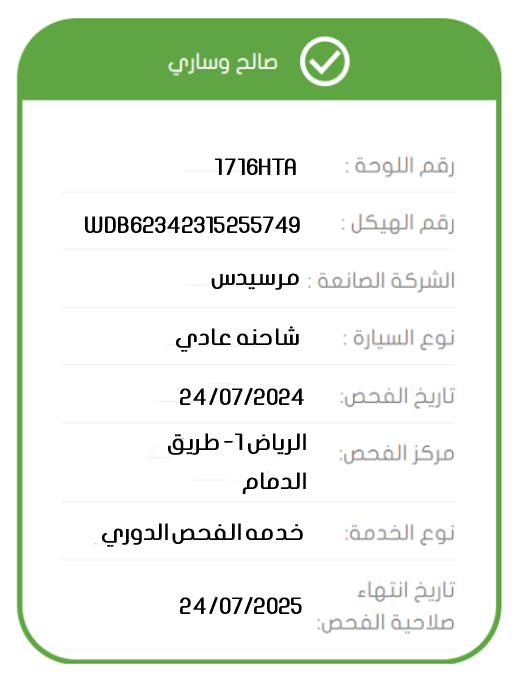 صالح وساري
رقم اللوحة : 1716HTA
رقم الهيكل : WDB62342315255749
الشركة الصانعة : مرسيدس
نوع السيارة : شاحنه عادي
تاريخ الفحص: 24/07/2024
مركز الفحص: الرياض 1- طريق
الدمام
نوع الخدمة: خدمه الفحص الدوري
تاريخ انتهاء
صلاحية الفحص: 24/07/2025